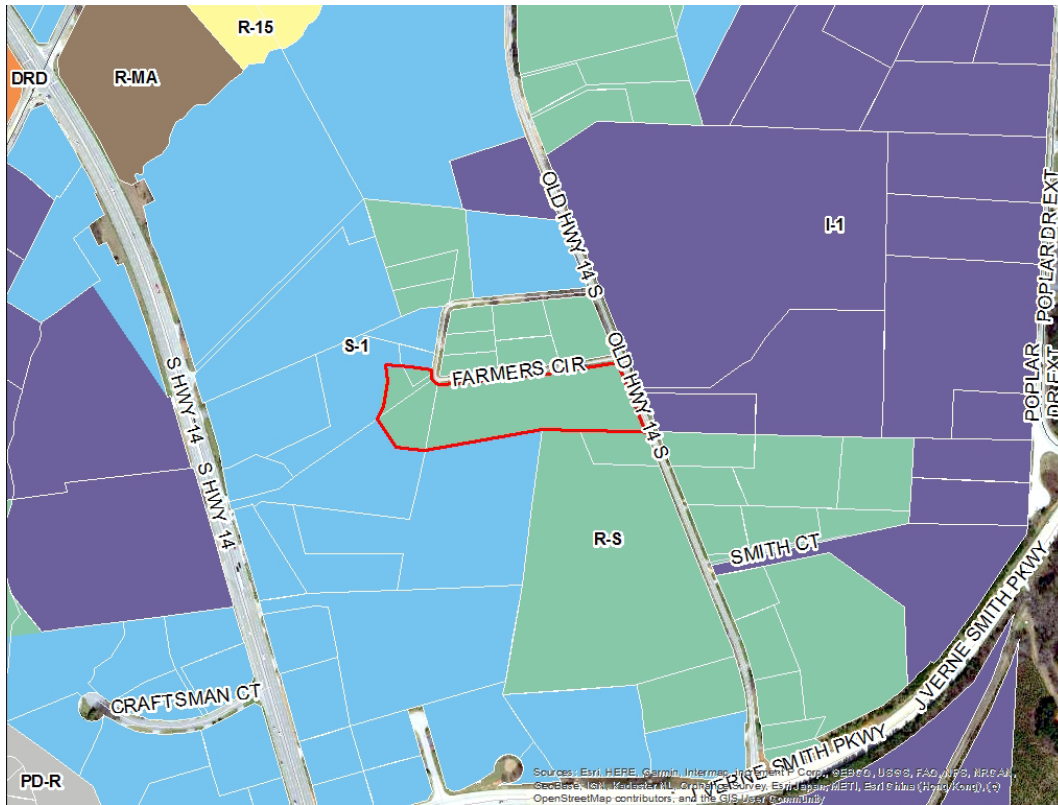 R-15
DRD
R-MA
OLD HWY 14 S
I-1
POPLAR DR EXT
POPLAR DR EXT
S-1
FARMERS CIR
OLD HWY 14 S
S HWY 14
S HWY 14
R-S
SMITH CT
J VERNE SMITH PKWY
CRAFTSMAN CT
VERNE SMITH PKWY
PD-R
Sources: Esri, HERE, Garmin, Intermap, increment P Corp., GEBCO, USGS, FAO, NPS, NRCAN,
GeoBase, IGN, Kadaster NL, Ordnance Survey, Esri Japan, METI, Esri China (Hong Kong), (c)
OpenStreetMap contributors, and the GIS User Community